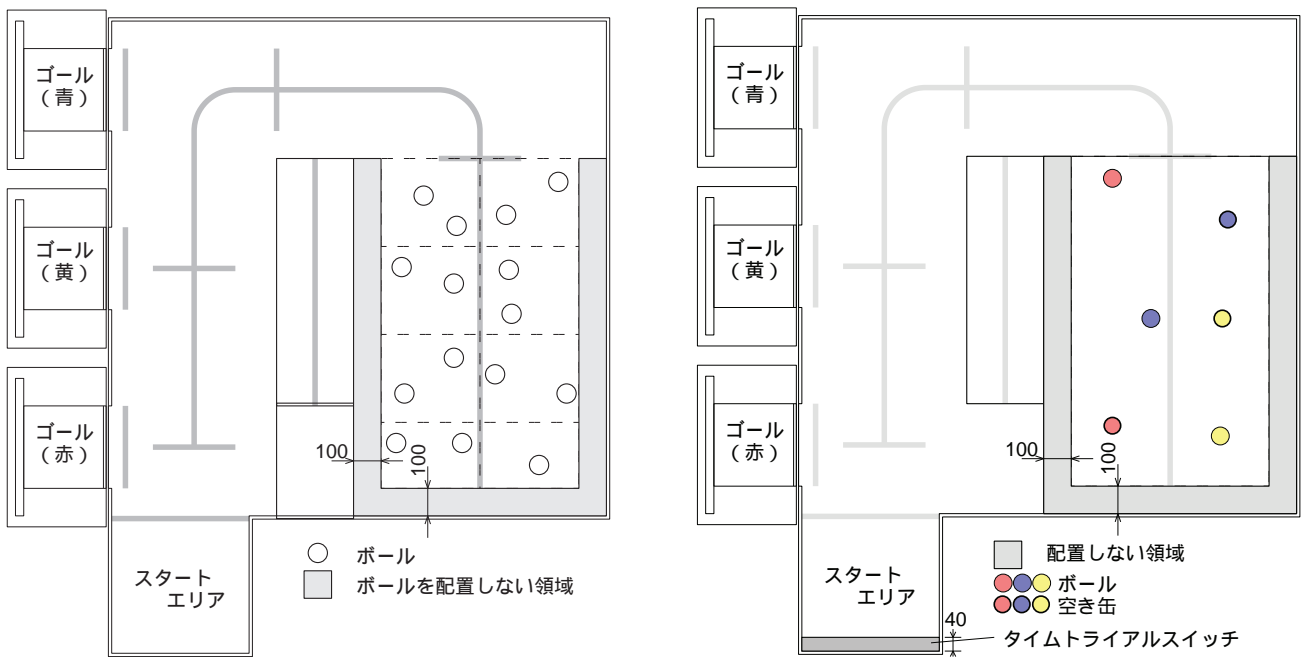 ゴール
（青）
ゴール
（黄）
ゴール
（赤）
100
100
スタート
エリア
ボール
ボールを配置しない領域
ゴール
（青）
ゴール
（黄）
ゴール
（赤）
100
100
スタート
エリア
配置しない領域
ボール
空き缶
40
タイムトライアルスイッチ